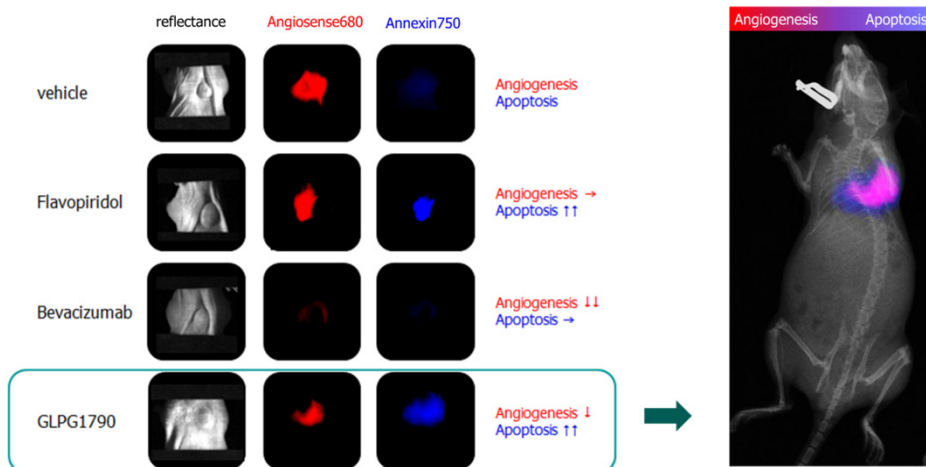 reflectance Angiosense680 Annexin750
Angiogenesis Apoptosis
vehicle
Angiogenesis
Apoptosis
Flavopiridol
Angiogenesis →
Apoptosis ↑↑
Bevacizumab
Angiogenesis ↓↓
Apoptosis →
GLPG1790
Angiogenesis ↓
Apoptosis ↑↑